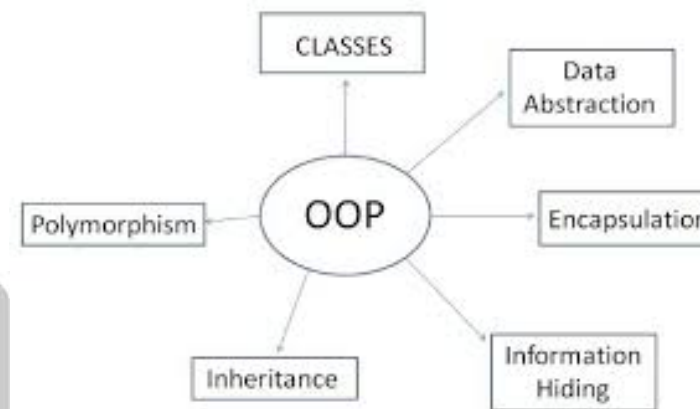 CLASSES
Data
Abstraction
OOP
Polymorphism
Encapsulation
Inheritance
Information
Hiding